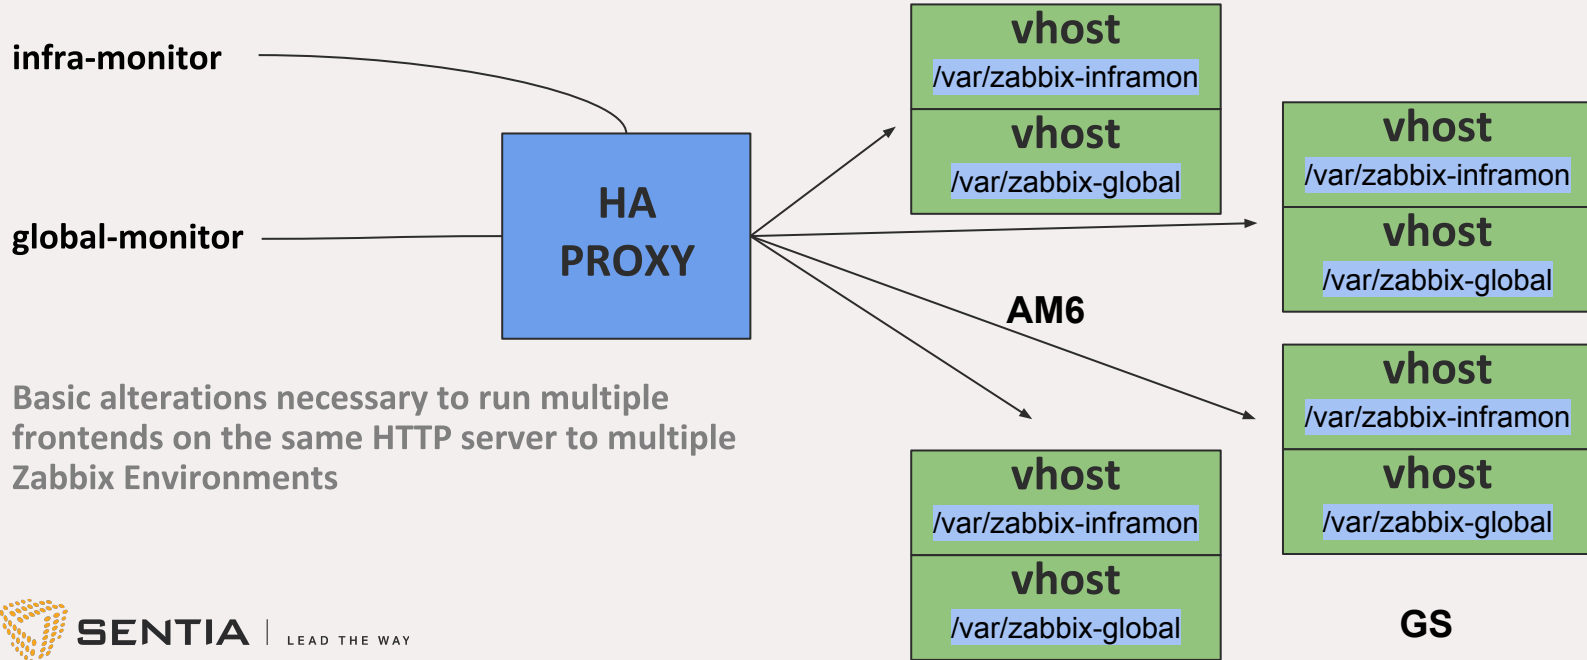 infra-monitor
global-monitor
HA
PROXY
Basic alterations necessary to run multiple
frontends on the same HTTP server to multiple
Zabbix Environments
vhost
/var/zabbix-inframon
vhost
/var/zabbix-global
vhost
/var/zabbix-inframon
vhost
/var/zabbix-global
AM6
vhost
/var/zabbix-inframon
vhost
/var/zabbix-global
vhost
/var/zabbix-inframon
vhost
/var/zabbix-global
GS
SENTIA
LEAD THE WAY